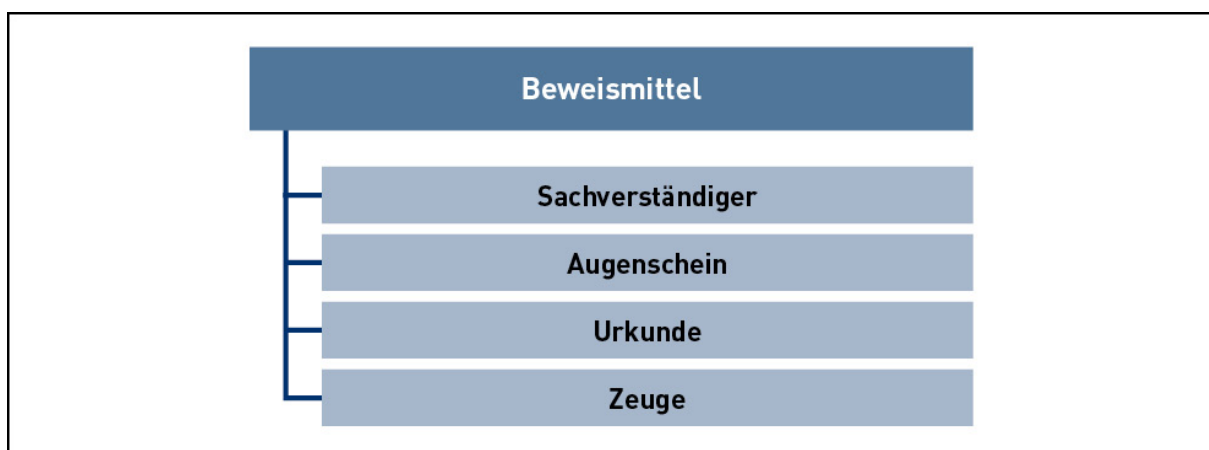 Beweismittel
Sachverständiger
Augenschein
Urkunde
Zeuge